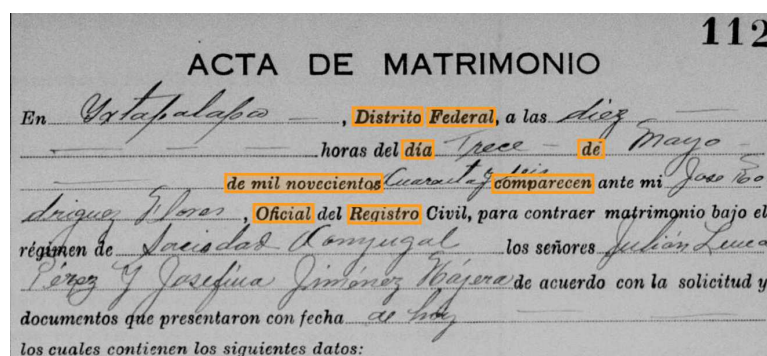 112
ACTA DE MATRIMONIO
En Yxtapalapa, Distrito Federal, a las diez
horas del día Trece de Mayo
de mil novecientos Cuarenta y seis comparecen ante mi Jose Ro
driguez Flores, Oficial del Registro Civil, para contraer matrimonio bajo el
régimen de Sociedad Conyugal los señores Julián
Pérez Y Josefina Jiménez Nájera de acuerdo con la solicitud y
documentos que presentaron con fecha de hoy
los cuales contienen los siguientes datos: